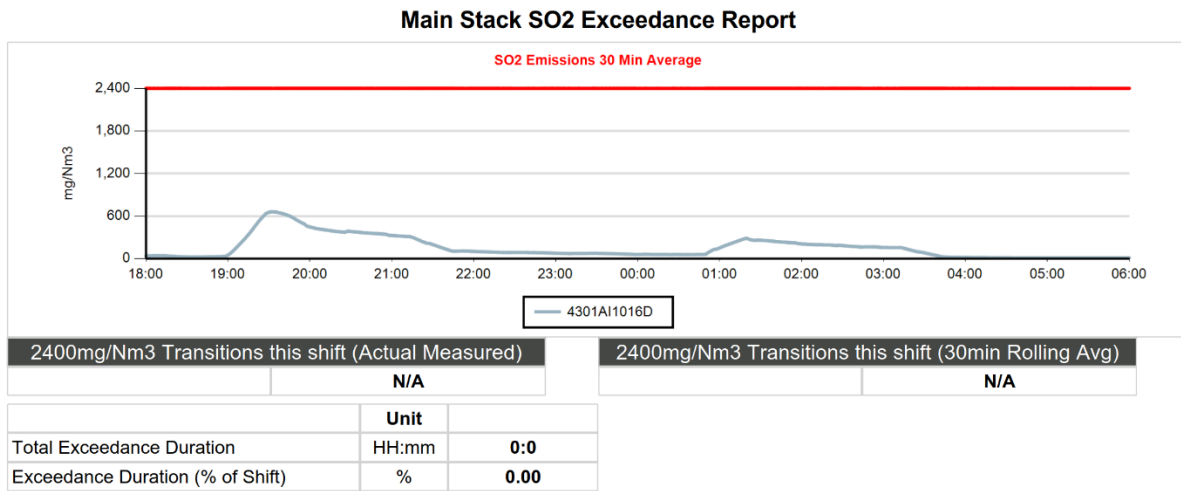 Main Stack SO2 Exceedance Report
SO2 Emissions 30 Min Average
mg/Nm3
2,400
1,800
1,200
600
0
18:00 19:00 20:00 21:00 22:00 23:00 00:00 01:00 02:00 03:00 04:00 05:00 06:00
4301AI1016D
2400mg/Nm3 Transitions this shift (Actual Measured)
N/A
2400mg/Nm3 Transitions this shift (30min Rolling Avg)
N/A
Unit
Total Exceedance Duration HH:mm 0:0
Exceedance Duration (% of Shift) % 0.00